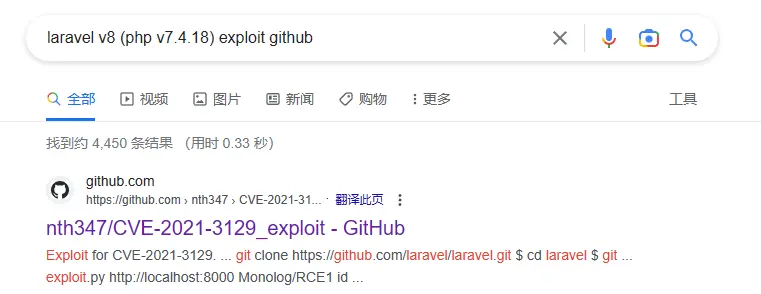 laravel v8 (php v7.4.18) exploit github
全部 视频 图片 新闻 购物 更多 工具
找到约 4,450 条结果 （用时 0.33 秒）
github.com
https://github.com › nth347 › CVE-2021-31... · 翻译此页
nth347/CVE-2021-3129_exploit - GitHub
Exploit for CVE-2021-3129. ... git clone https://github.com/laravel/laravel.git $ cd laravel $ git ...
exploit.py http://localhost:8000 Monolog/RCE1 id ...